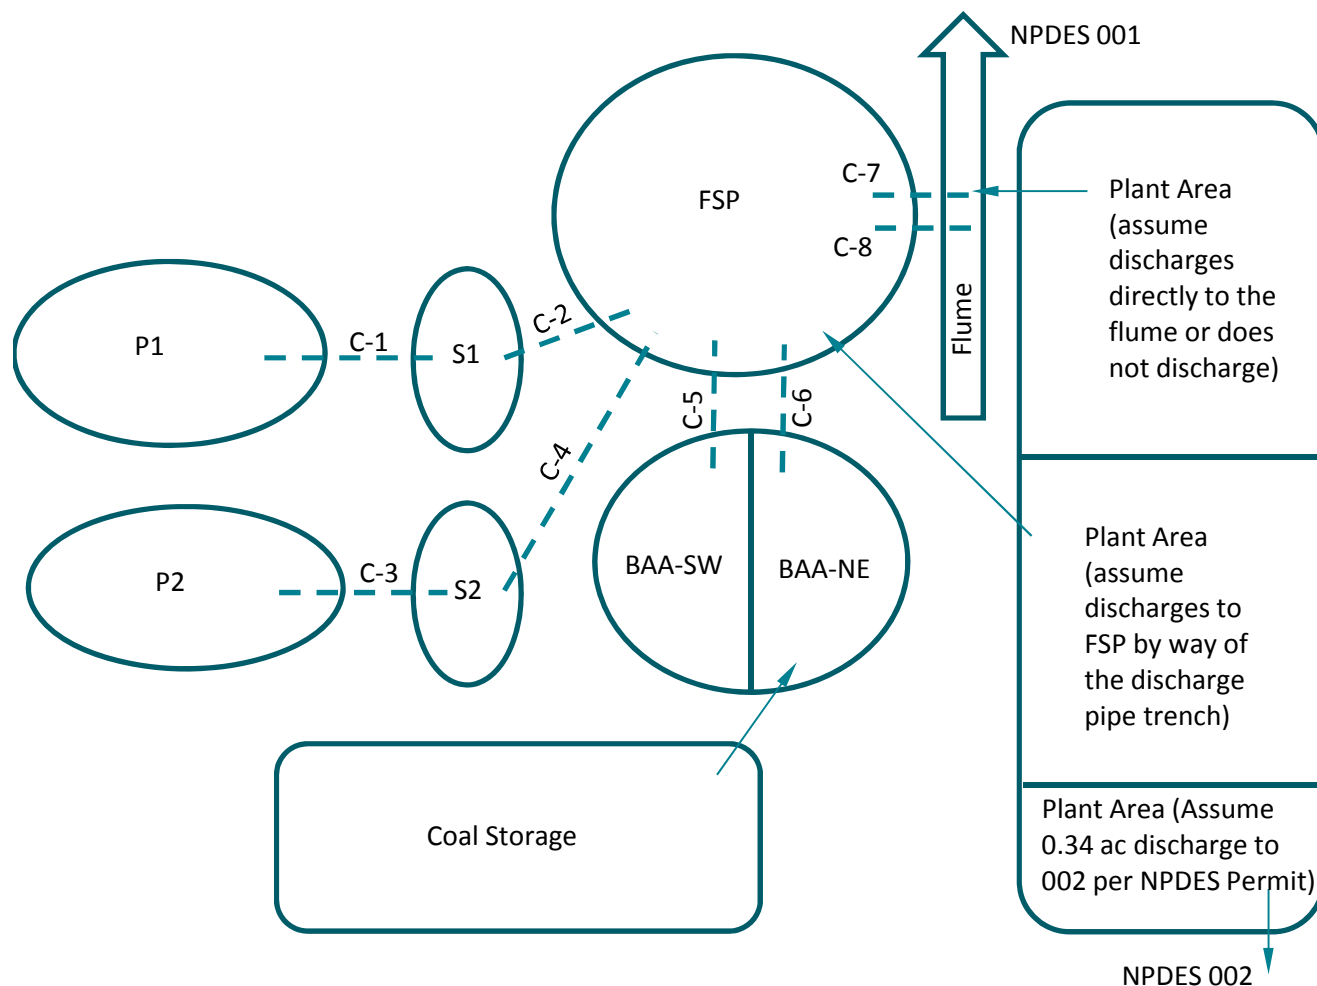 NPDES 001
C-7
FSP
C-8
Plant Area
(assume
discharges
directly to the
flume or does
not discharge)
Flume
P1
C-1
S1
C-2
C-5
C-6
C-4
P2
C-3
S2
BAA-SW
BAA-NE
Plant Area
(assume
discharges to
FSP by way of
the discharge
pipe trench)
Coal Storage
Plant Area (Assume
0.34 ac discharge to
002 per NPDES Permit)
NPDES 002